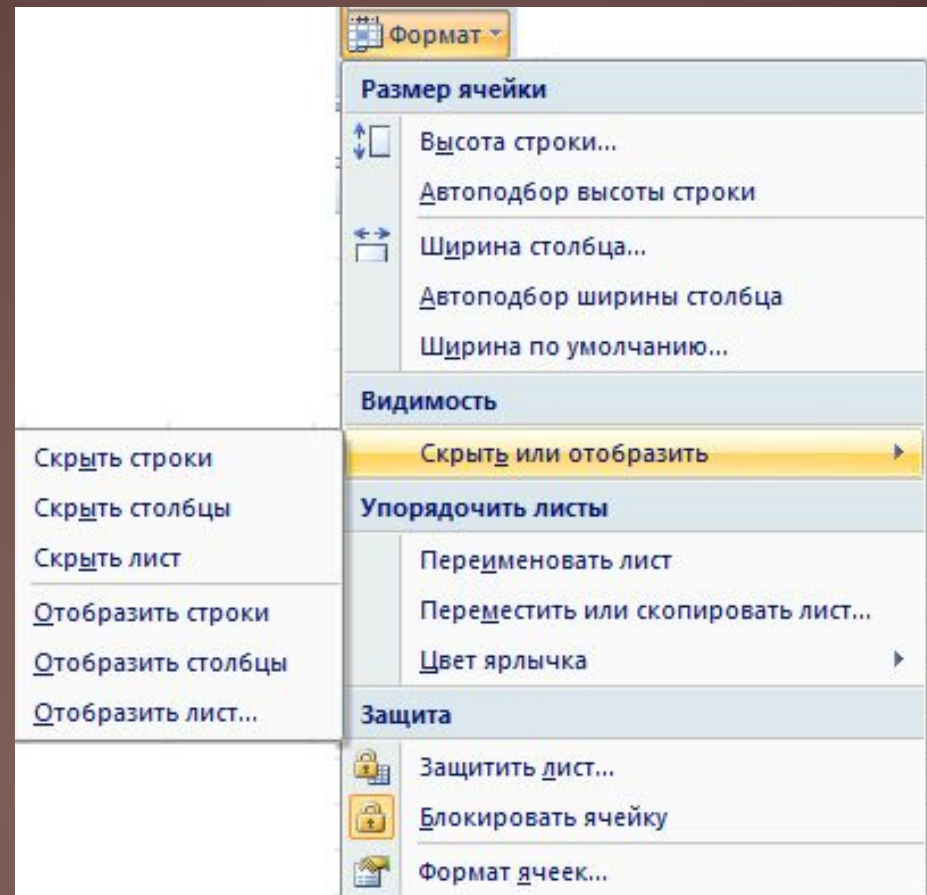 Формат
Размер ячейки
Высота строки...
Автоподбор высоты строки
Ширина столбца...
Автоподбор ширины столбца
Ширина по умолчанию...
Видимость
Скрыть или отобразить
Скрыть строки
Скрыть столбцы
Скрыть лист
Отобразить строки
Отобразить столбцы
Отобразить лист...
Упорядочить листы
Переименовать лист
Переместить или скопировать лист...
Цвет ярлычка
Защита
Защитить лист...
Блокировать ячейку
Формат ячеек...